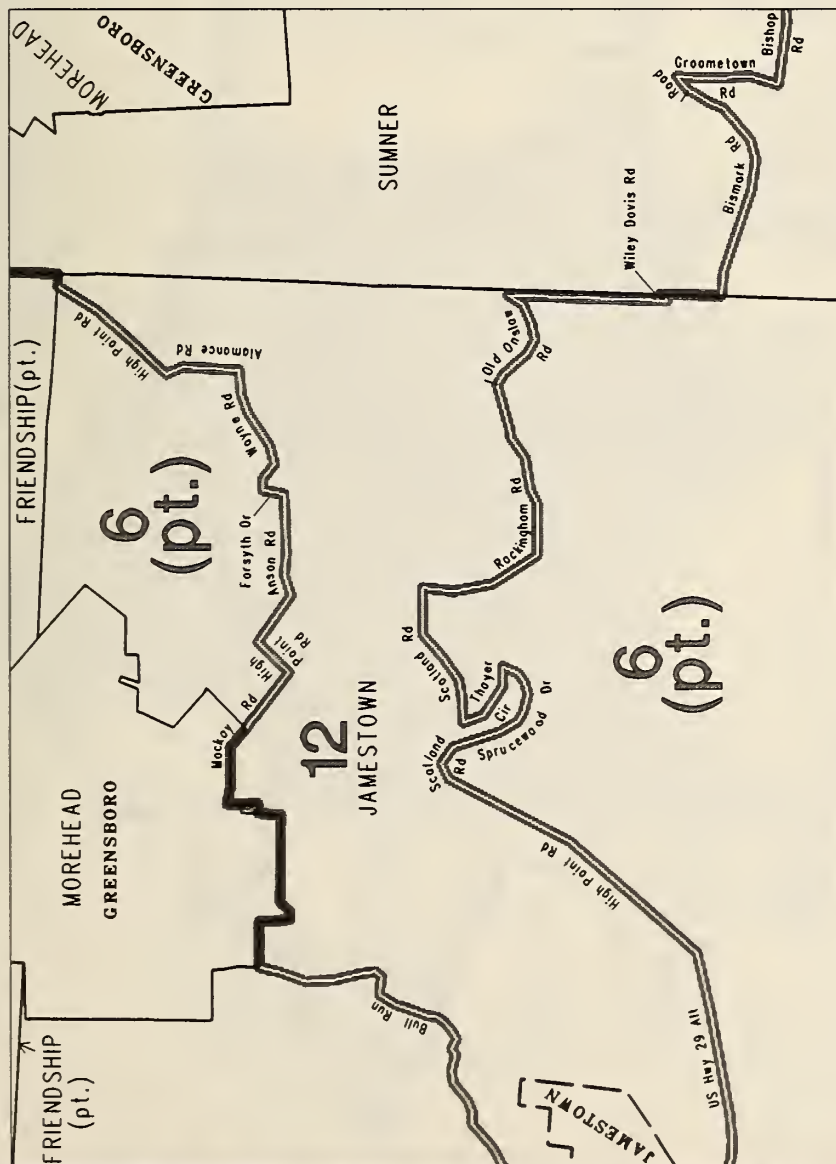 MOREHEAD
GREENSBORO
SUMNER
Groometown
Rd
Bishop
Rd
Road
Bismark Rd
Wiley Davis Rd
FRIENDSHIP(pt.)
High Point Rd
Alamance Rd
Wayne Rd
Forsyth Dr
Anson Rd
High
Point
Rd
Mackay
Rd
6
(pt.)
Old Onslow
Rd
Rockingham
Rd
Scotland
Rd
Thayer
Cir
Sprucewood
Dr
Scotland
Rd
12
JAMESTOWN
6
(pt.)
MOREHEAD
GREENSBORO
High Point Rd
Bull Run
US Hwy 29 Alt
JAMESTOWN
FRIENDSHIP
(pt.)